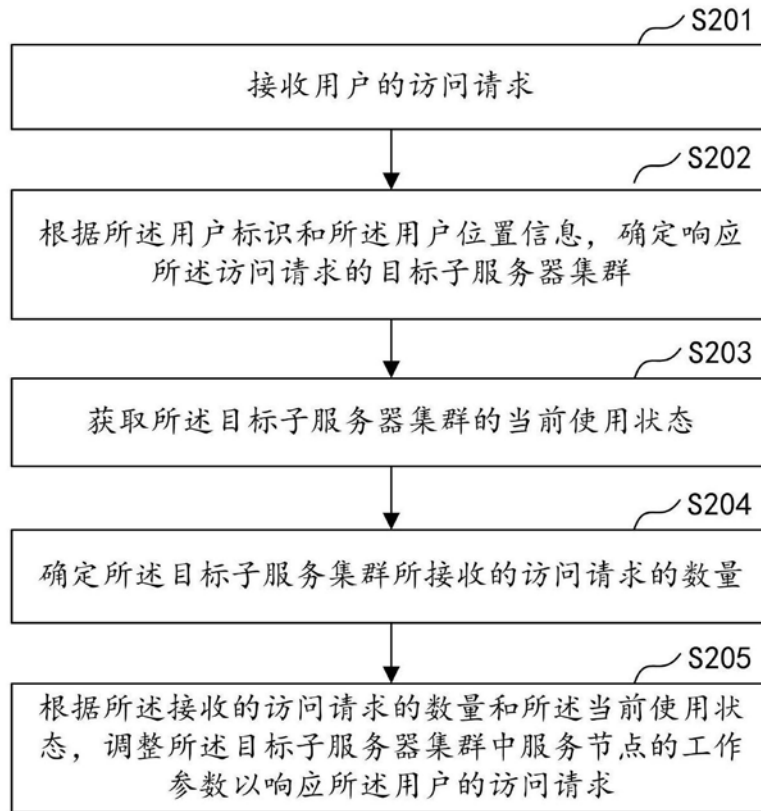 S201
接收用户的访问请求
S202
根据所述用户标识和所述用户位置信息，确定响应
所述访问请求的目标子服务器集群
S203
获取所述目标子服务器集群的当前使用状态
S204
确定所述目标子服务集群所接收的访问请求的数量
S205
根据所述接收的访问请求的数量和所述当前使用状
态，调整所述目标子服务器集群中服务节点的工作
参数以响应所述用户的访问请求